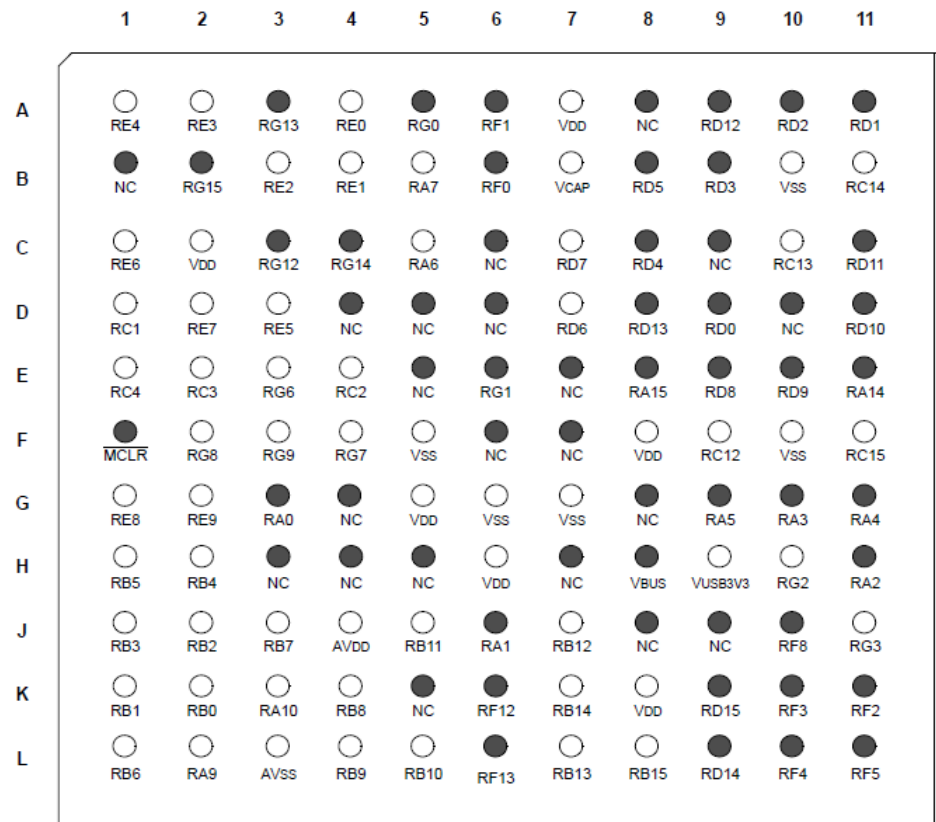 1 2 3 4 5 6 7 8 9 10 11
A
RE4 RE3 RG13 RE0 RG0 RF1 VDD NC RD12 RD2 RD1
B
NC RG15 RE2 RE1 RA7 RF0 VCAP RD5 RD3 VSS RC14
C
RE6 VDD RG12 RG14 RA6 NC RD7 RD4 NC RC13 RD11
D
RC1 RE7 RE5 NC NC NC RD6 RD13 RD0 NC RD10
E
RC4 RC3 RG6 RC2 NC RG1 NC RA15 RD8 RD9 RA14
F
MCLR RG8 RG9 RG7 VSS NC NC VDD RC12 VSS RC15
G
RE8 RE9 RA0 NC VDD VSS VSS NC RA5 RA3 RA4
H
RB5 RB4 NC NC NC VDD NC VBUS VUSB3V3 RG2 RA2
J
RB3 RB2 RB7 AVDD RB11 RA1 RB12 NC NC RF8 RG3
K
RB1 RB0 RA10 RB8 NC RF12 RB14 VDD RD15 RF3 RF2
L
RB6 RA9 AVSS RB9 RB10 RF13 RB13 RB15 RD14 RF4 RF5